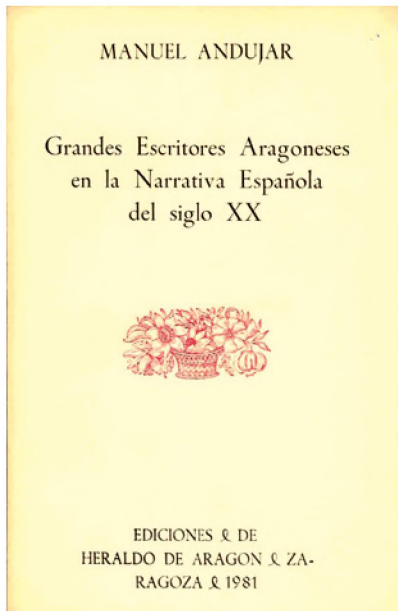 MANUEL ANDUJAR
Grandes Escritores Aragoneses
en la Narrativa Española
del siglo XX
EDICIONES & DE
HERALDO DE ARAGON & ZA-
RAGOZA & 1981